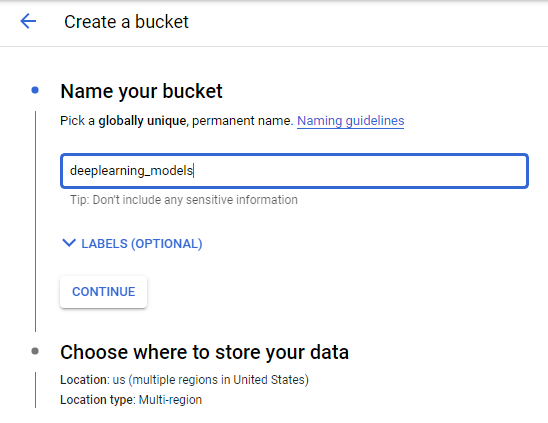 Create a bucket
Name your bucket
Pick a globally unique, permanent name. Naming guidelines
deeplearning_models
Tip: Don't include any sensitive information
LABELS (OPTIONAL)
CONTINUE
Choose where to store your data
Location: us (multiple regions in United States)
Location type: Multi-region